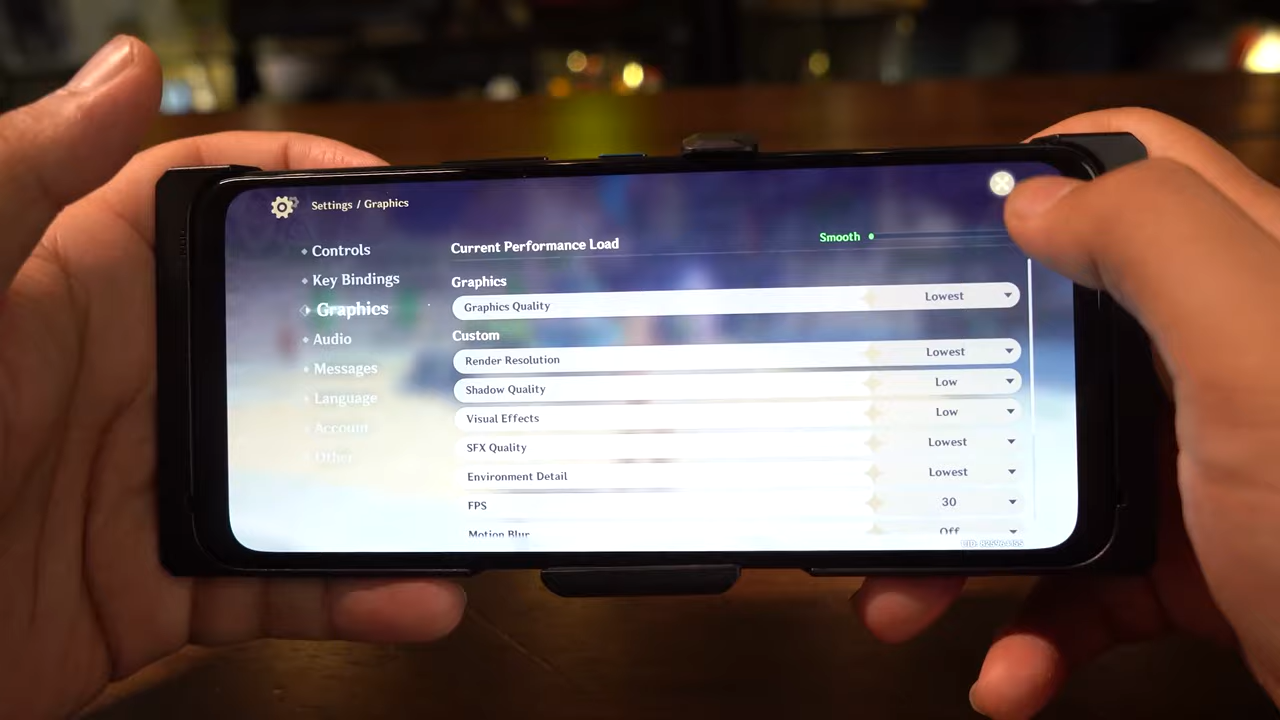 Settings / Graphics
Controls
Key Bindings
Graphics
Audio
Messages
Language
Account
Other
Current Performance Load
Smooth
Graphics
Graphics Quality Lowest
Custom
Render Resolution Lowest
Shadow Quality Low
Visual Effects Low
SFX Quality Lowest
Environment Detail Lowest
FPS 30
Motion Blur Off